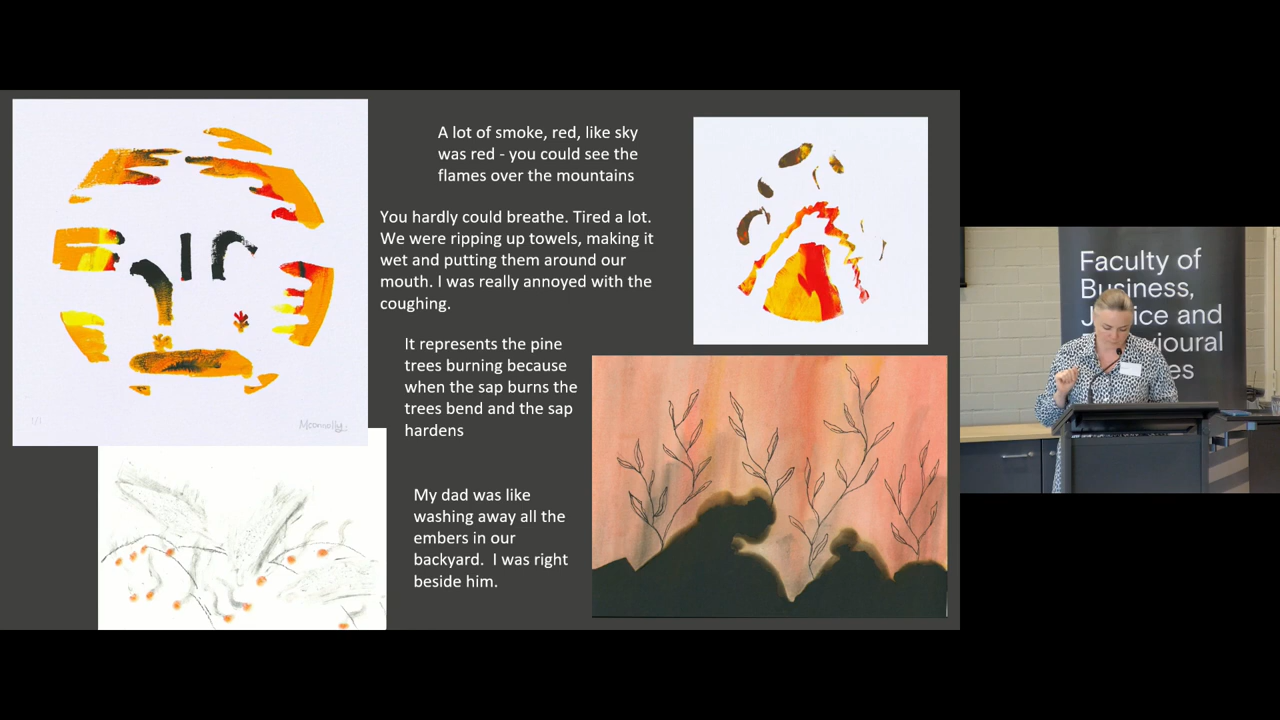 A lot of smoke, red, like sky
was red - you could see the
flames over the mountains
You hardly could breathe. Tired a lot.
We were ripping up towels, making it
wet and putting them around our
mouth. I was really annoyed with the
coughing.
It represents the pine
trees burning because
when the sap burns the
trees bend and the sap
hardens
My dad was like
washing away all the
embers in our
backyard.  I was right
beside him.
1/1
Faculty of
Business,
and